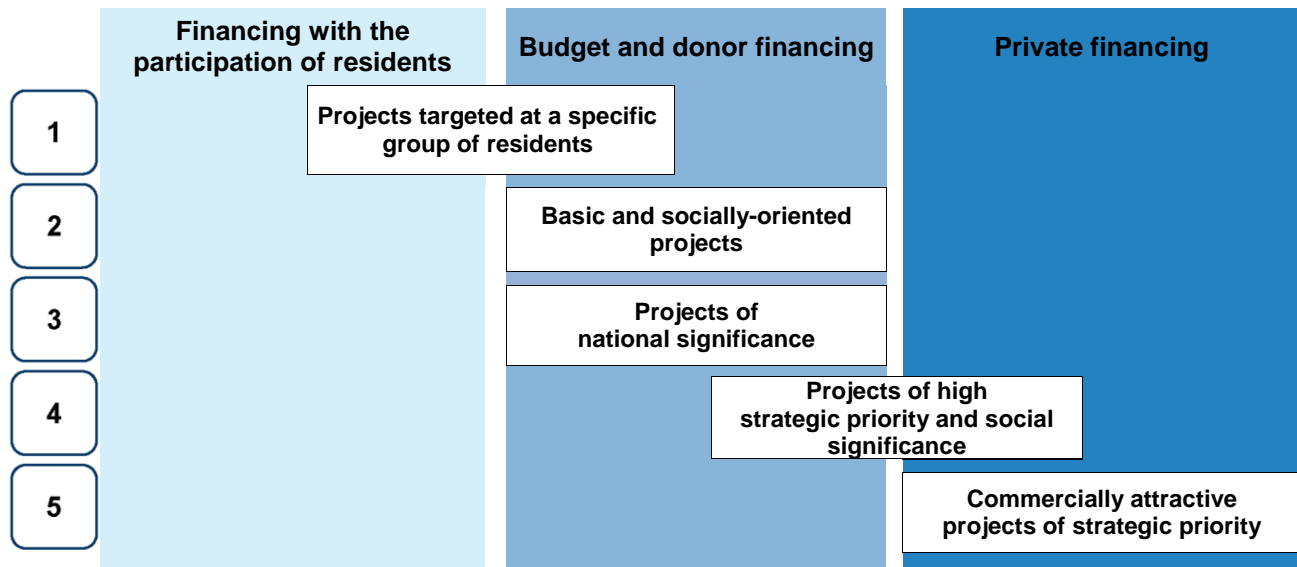 Financing with the
participation of residents
Budget and donor financing
Private financing
1
Projects targeted at a specific
group of residents
2
Basic and socially-oriented
projects
3
Projects of
national significance
4
Projects of high
strategic priority and social
significance
5
Commercially attractive
projects of strategic priority